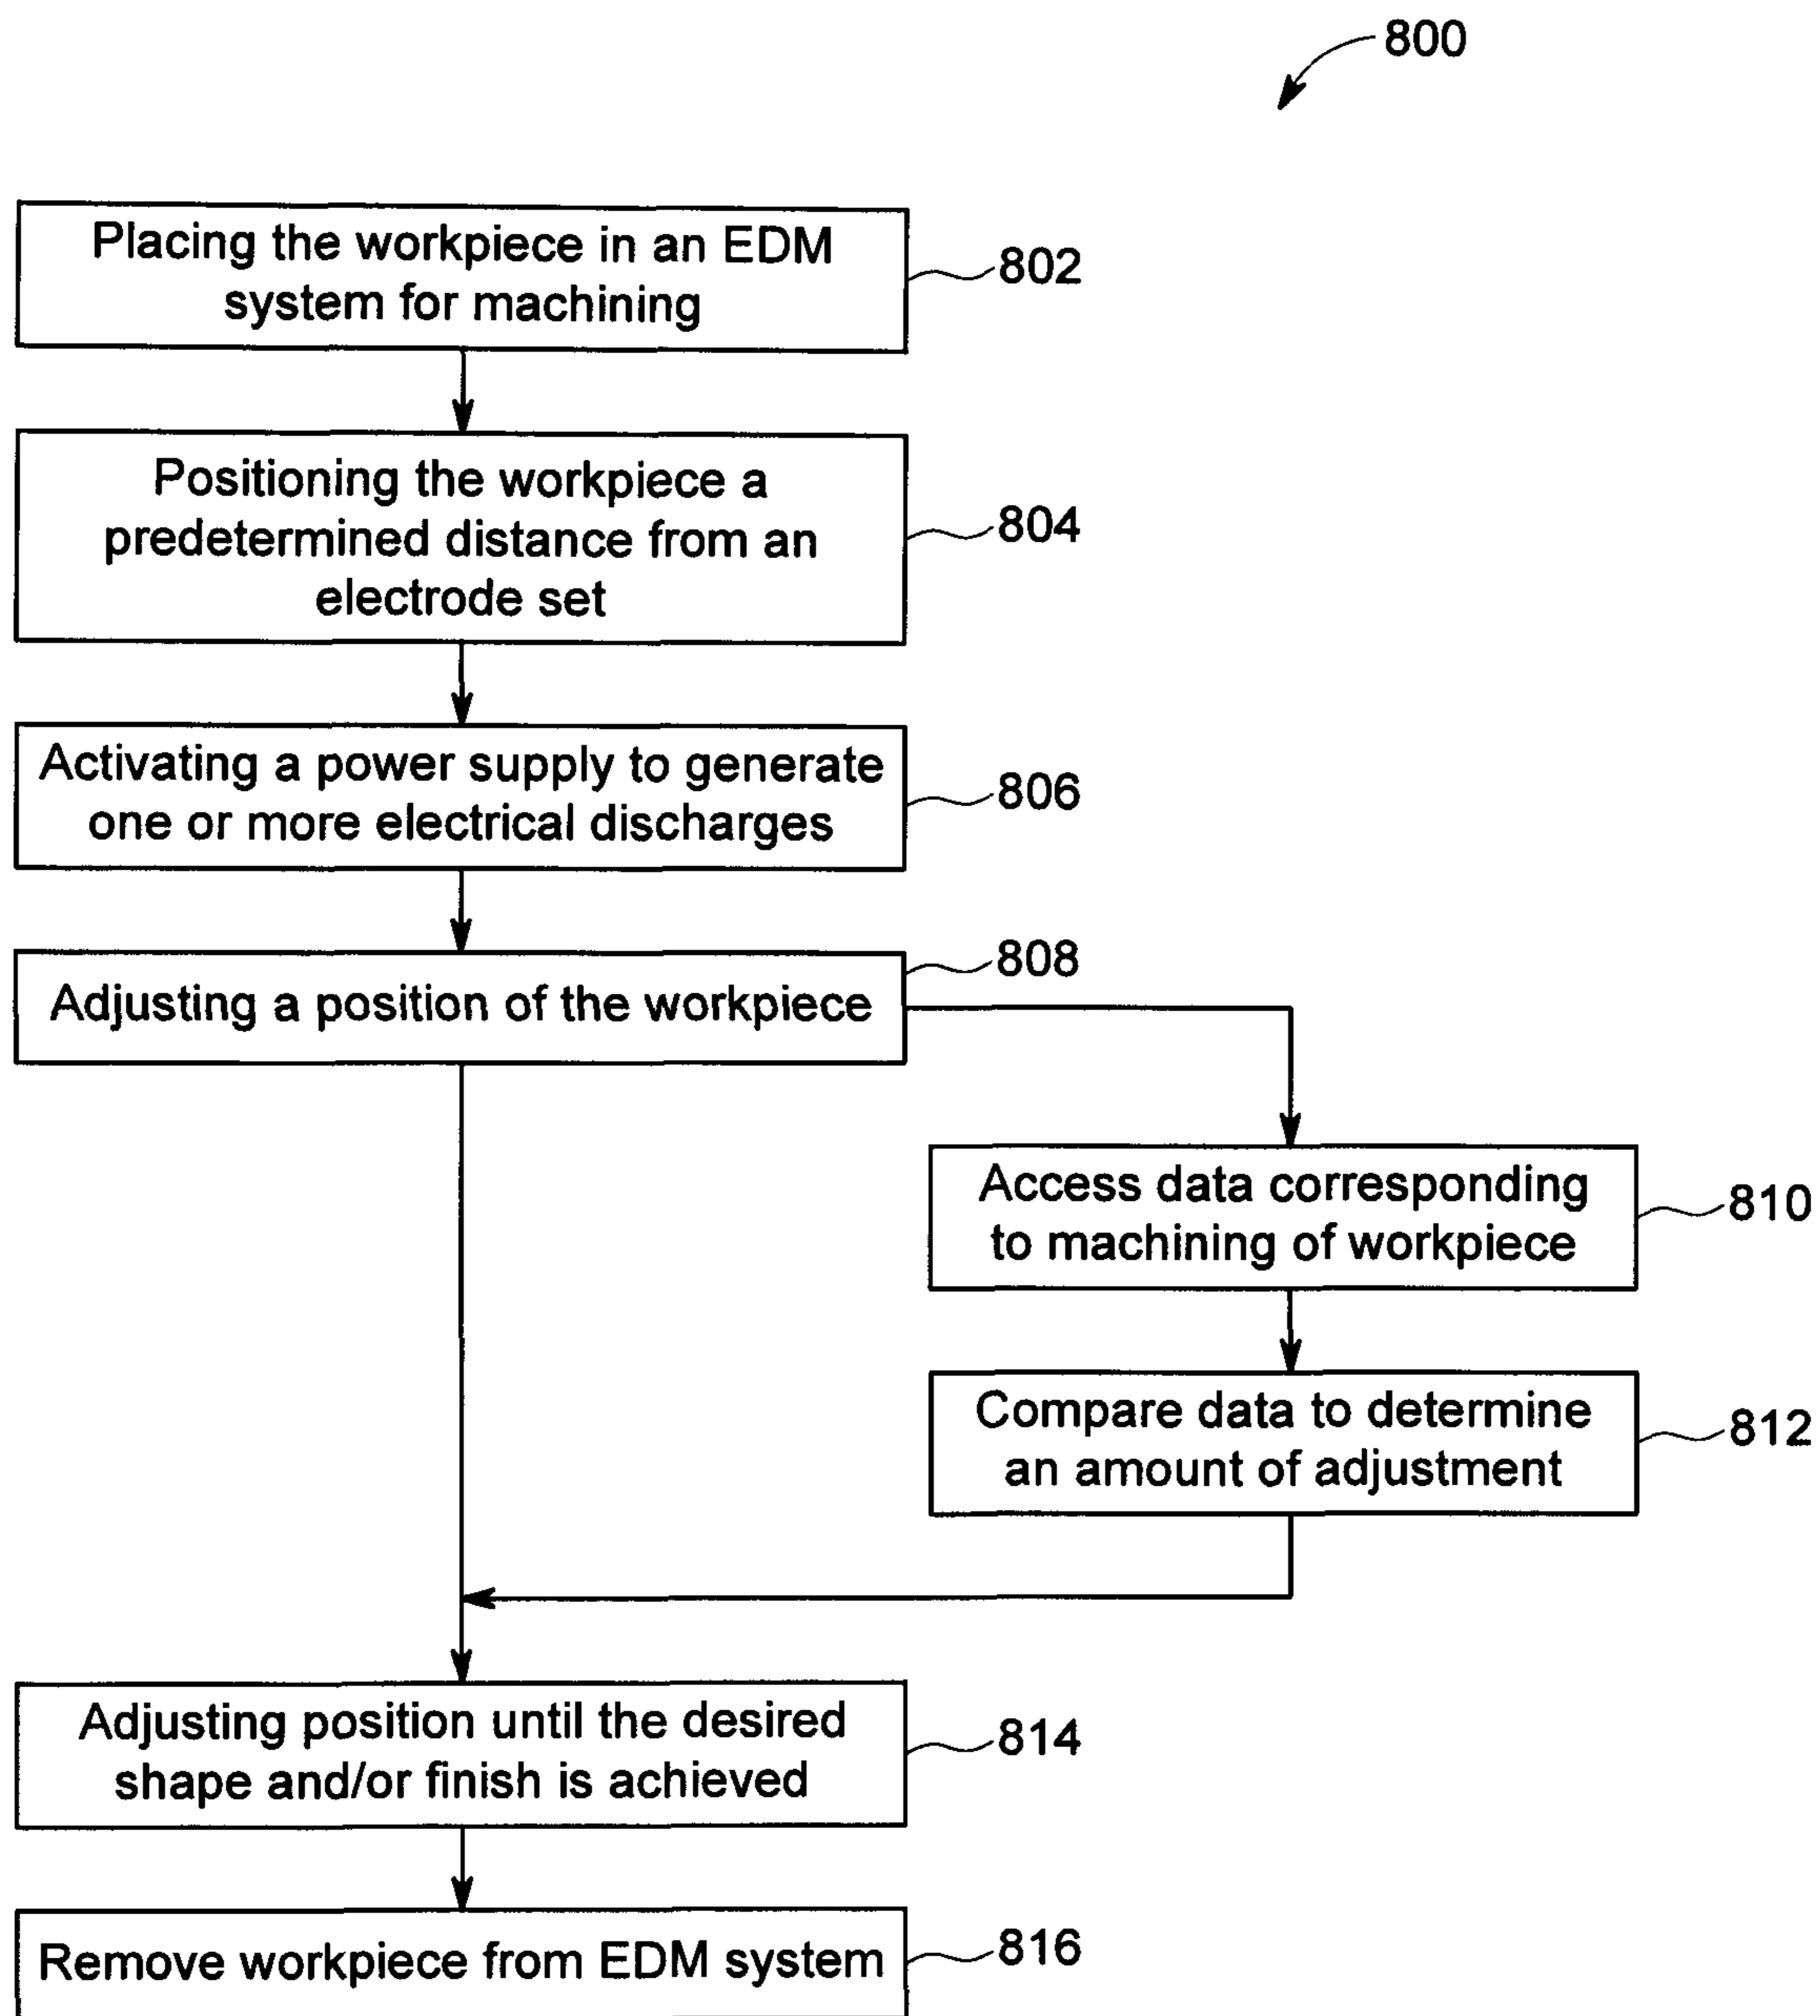 800
Placing the workpiece in an EDM
system for machining
802
Positioning the workpiece a
predetermined distance from an
electrode set
804
Activating a power supply to generate
one or more electrical discharges
806
Adjusting a position of the workpiece
808
Access data corresponding
to machining of workpiece
810
Compare data to determine
an amount of adjustment
812
Adjusting position until the desired
shape and/or finish is achieved
814
Remove workpiece from EDM system
816